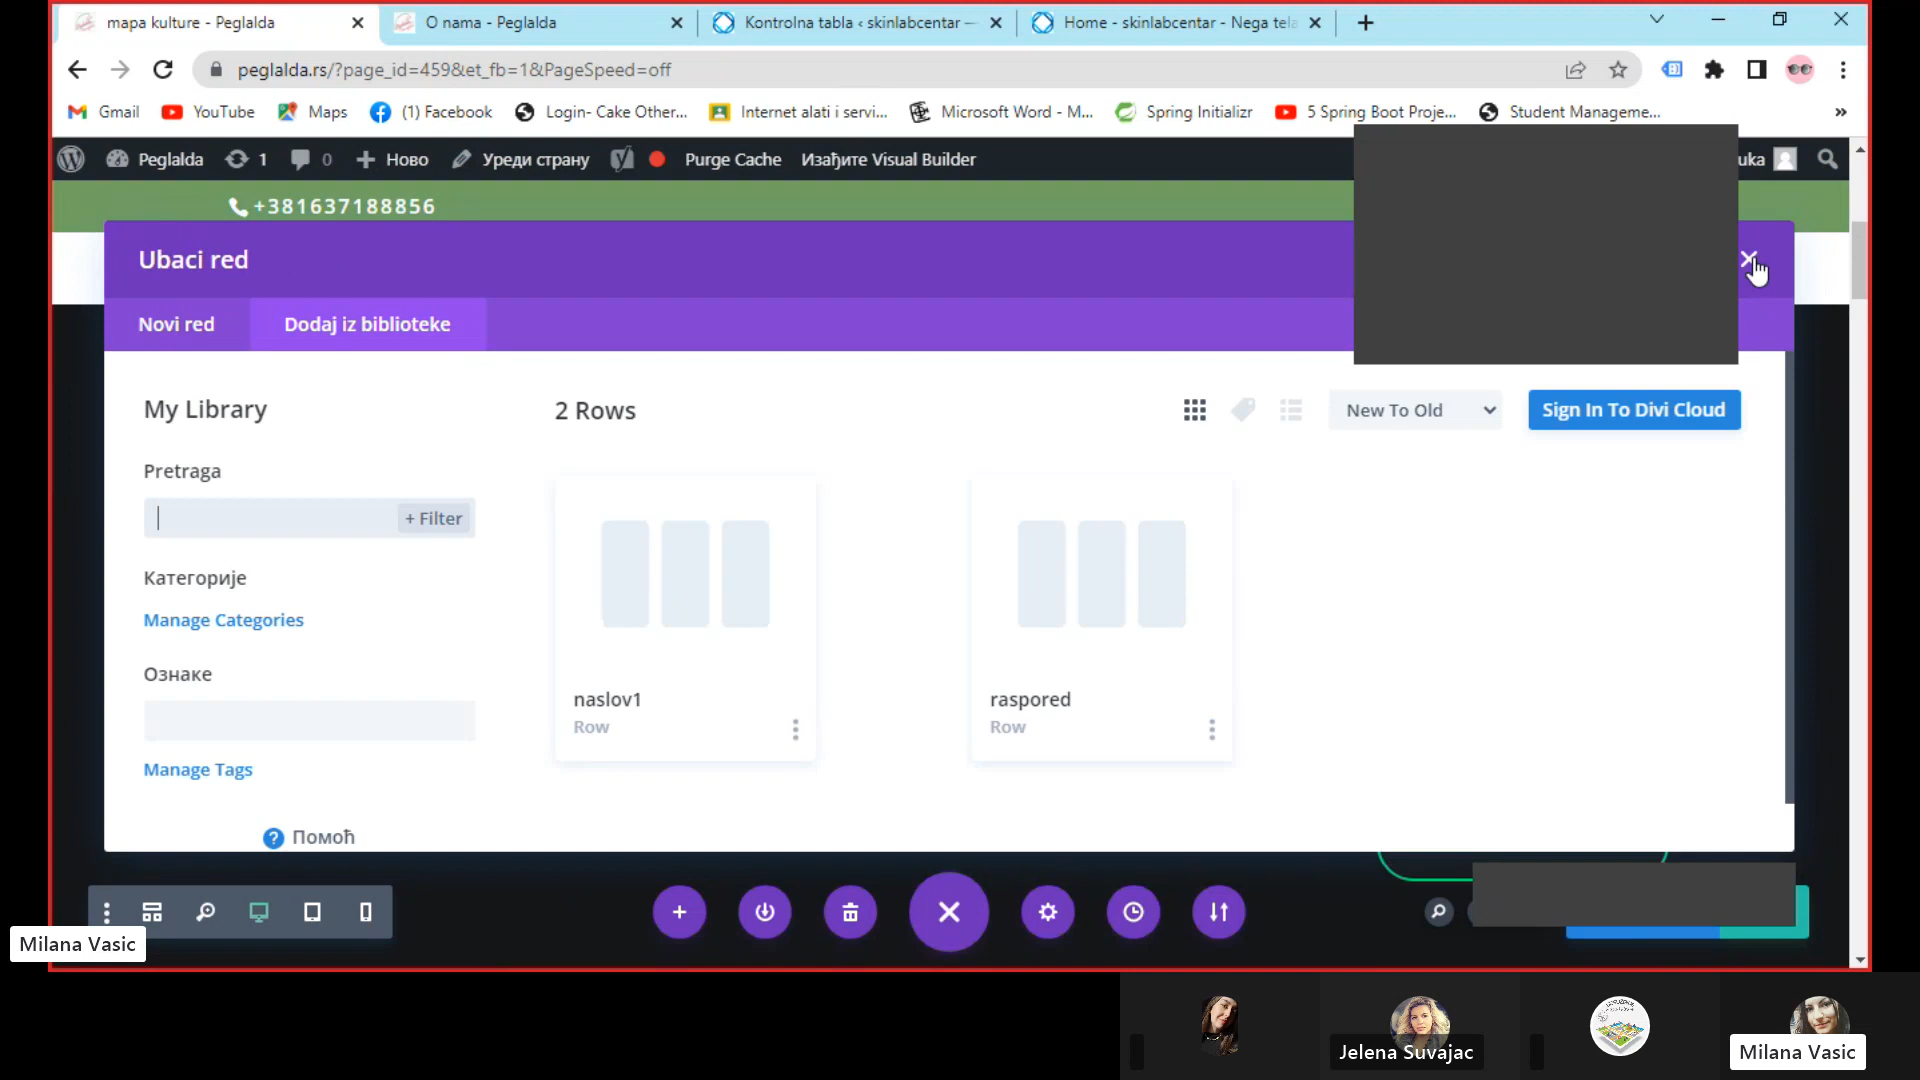 mapa kulture - Peglalda
O nama - Peglalda
Kontrolna tabla ‹ skinlabcentar —
Home - skinlabcentar - Nega tela
peglalda.rs/?page_id=459&et_fb=1&PageSpeed=off
Gmail
YouTube
Maps
(1) Facebook
Login- Cake Other...
Internet alati i servi...
Microsoft Word - M...
Spring Initializr
5 Spring Boot Proje...
Student Manageme...
»
Peglalda
1
0
Ново
Уреди страну
Purge Cache
Изађите Visual Builder
uka
+381637188856
Ubaci red
Novi red
Dodaj iz biblioteke
My Library
2 Rows
New To Old
Sign In To Divi Cloud
Pretraga
+ Filter
Категорије
Manage Categories
Ознаке
Manage Tags
naslov1
Row
raspored
Row
? Помоћ
Milana Vasic
Jelena Suvajac
Milana Vasic